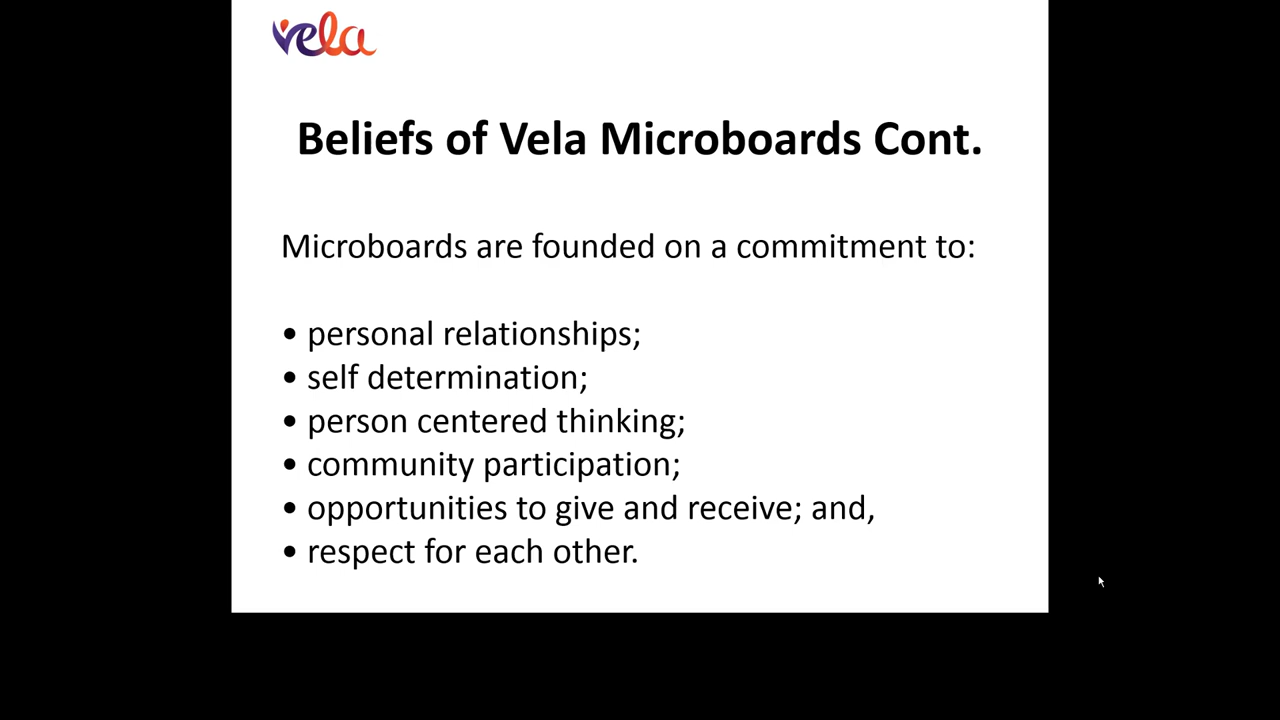 vela
Beliefs of Vela Microboards Cont.
Microboards are founded on a commitment to:
• personal relationships;
• self determination;
• person centered thinking;
• community participation;
• opportunities to give and receive; and,
• respect for each other.